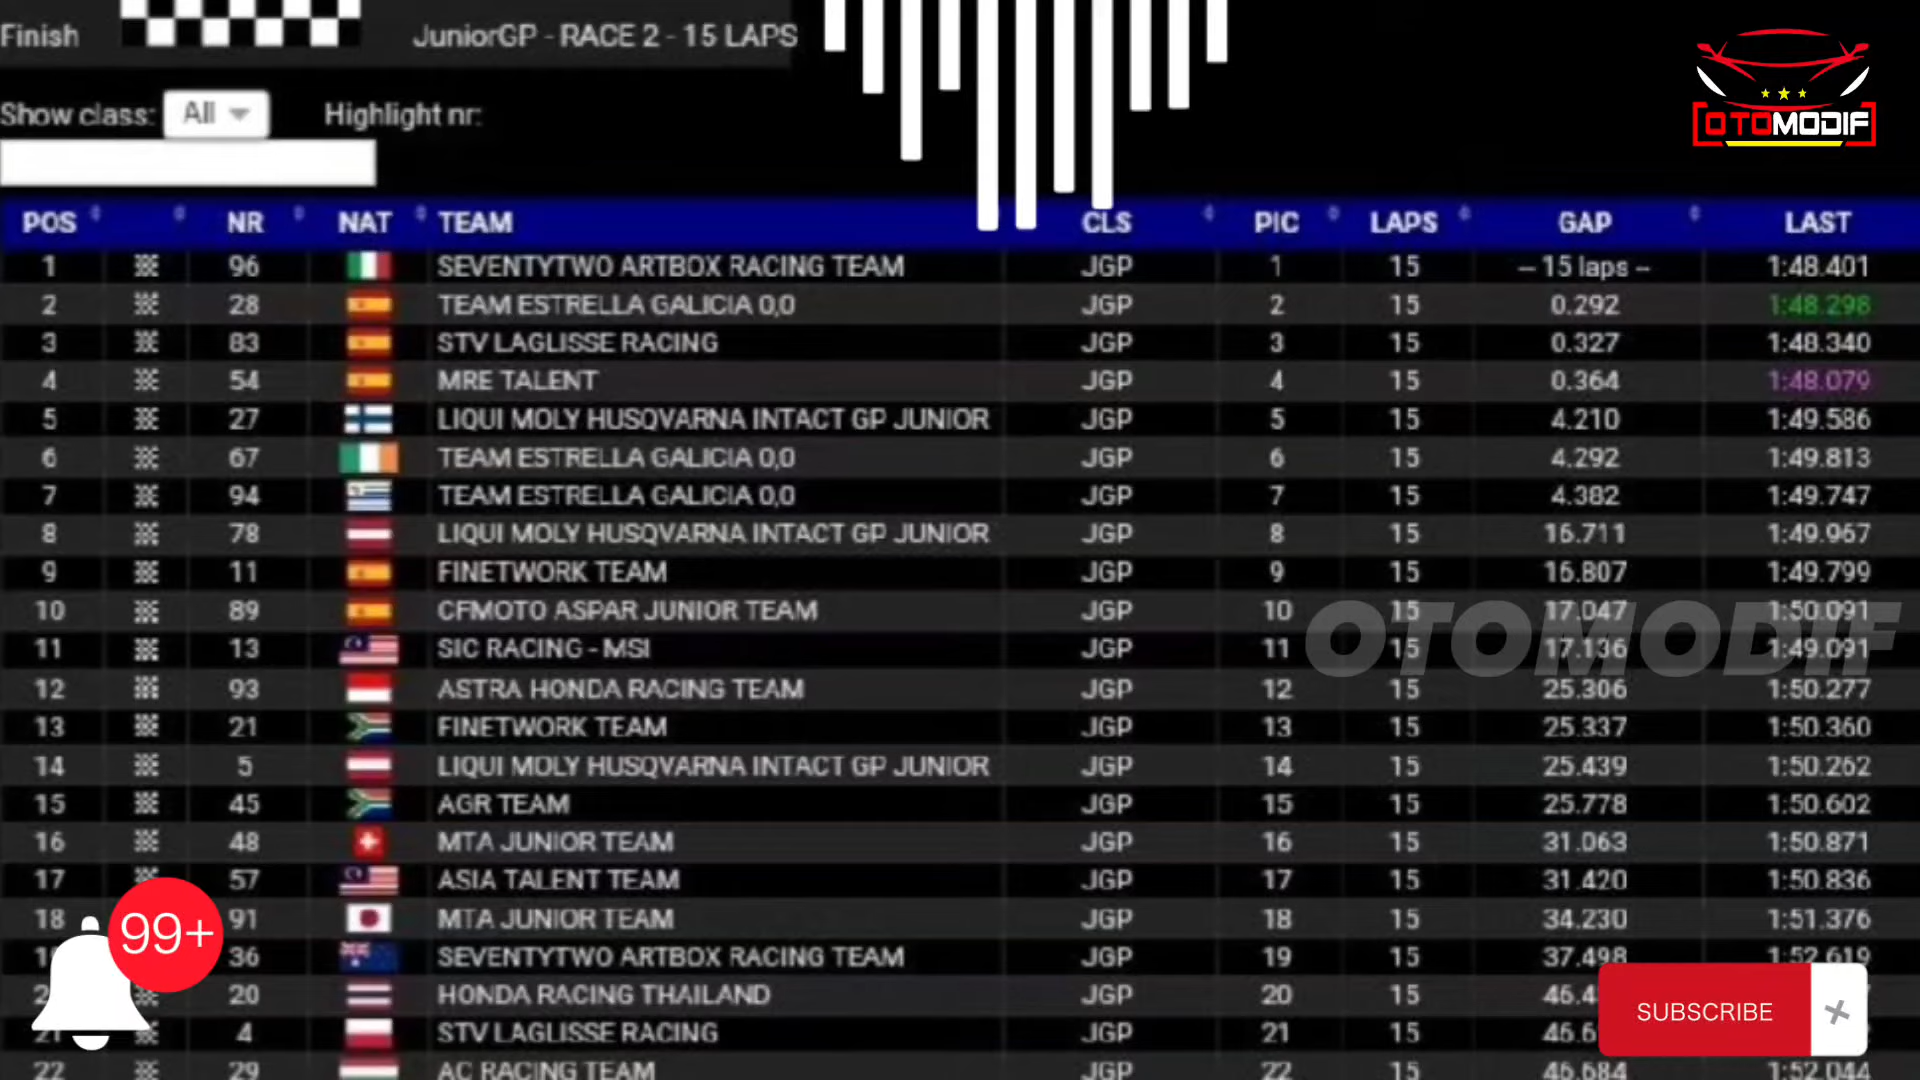 Finish JuniorGP - RACE 2 - 15 LAPS
OTOMODIF
Show class: All Highlight nr:
POS NR NAT TEAM CLS PIC LAPS GAP LAST
1 96 SEVENTYTWO ARTBOX RACING TEAM JGP 1 15 -- 15 laps -- 1:48.401
2 28 TEAM ESTRELLA GALICIA 0,0 JGP 2 15 0.292 1:48.298
3 83 STV LAGLISSE RACING JGP 3 15 0.327 1:48.340
4 54 MRE TALENT JGP 4 15 0.364 1:48.079
5 27 LIQUI MOLY HUSQVARNA INTACT GP JUNIOR JGP 5 15 4.210 1:49.586
6 67 TEAM ESTRELLA GALICIA 0,0 JGP 6 15 4.292 1:49.813
7 94 TEAM ESTRELLA GALICIA 0,0 JGP 7 15 4.382 1:49.747
8 78 LIQUI MOLY HUSQVARNA INTACT GP JUNIOR JGP 8 15 16.711 1:49.967
9 11 FINETWORK TEAM JGP 9 15 16.807 1:49.799
10 89 CFMOTO ASPAR JUNIOR TEAM JGP 10 15 17.047 1:50.091
OTOMODIF
11 13 SIC RACING - MSI JGP 11 15 17.136 1:49.091
12 93 ASTRA HONDA RACING TEAM JGP 12 15 25.306 1:50.277
13 21 FINETWORK TEAM JGP 13 15 25.337 1:50.360
14 5 LIQUI MOLY HUSQVARNA INTACT GP JUNIOR JGP 14 15 25.439 1:50.262
15 45 AGR TEAM JGP 15 15 25.778 1:50.602
16 48 MTA JUNIOR TEAM JGP 16 15 31.063 1:50.871
17 57 ASIA TALENT TEAM JGP 17 15 31.420 1:50.836
18 91 MTA JUNIOR TEAM JGP 18 15 34.230 1:51.376
99+
36 SEVENTYTWO ARTBOX RACING TEAM JGP 19 15 37.498 1:52.619
20 HONDA RACING THAILAND JGP 20 15
SUBSCRIBE
21 4 STV LAGLISSE RACING JGP 21 15
22 29 AC RACING TEAM JGP 22 15 46.684 1:52.044